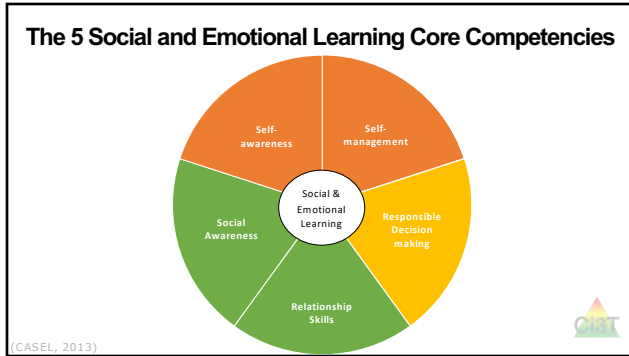 The 5 Social and Emotional Learning Core Competencies
Self-
awareness
Self-
management
Social &
Emotional
Learning
Social
Awareness
Responsible
Decision
making
Relationship
Skills
(CASEL, 2013)
Ci3T